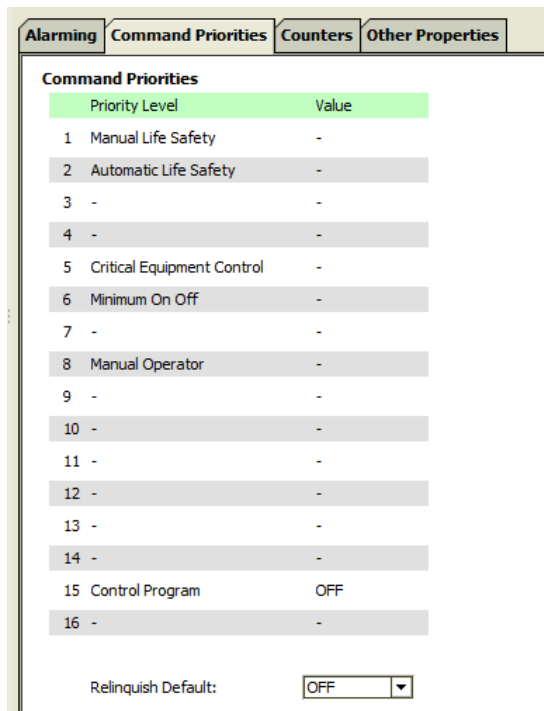 Alarming Command Priorities Counters Other Properties
Command Priorities
Priority Level Value
1 Manual Life Safety -
2 Automatic Life Safety -
3 - -
4 - -
5 Critical Equipment Control -
6 Minimum On Off -
7 - -
8 Manual Operator -
9 - -
10 - -
11 - -
12 - -
13 - -
14 - -
15 Control Program OFF
16 - -
Relinquish Default: OFF